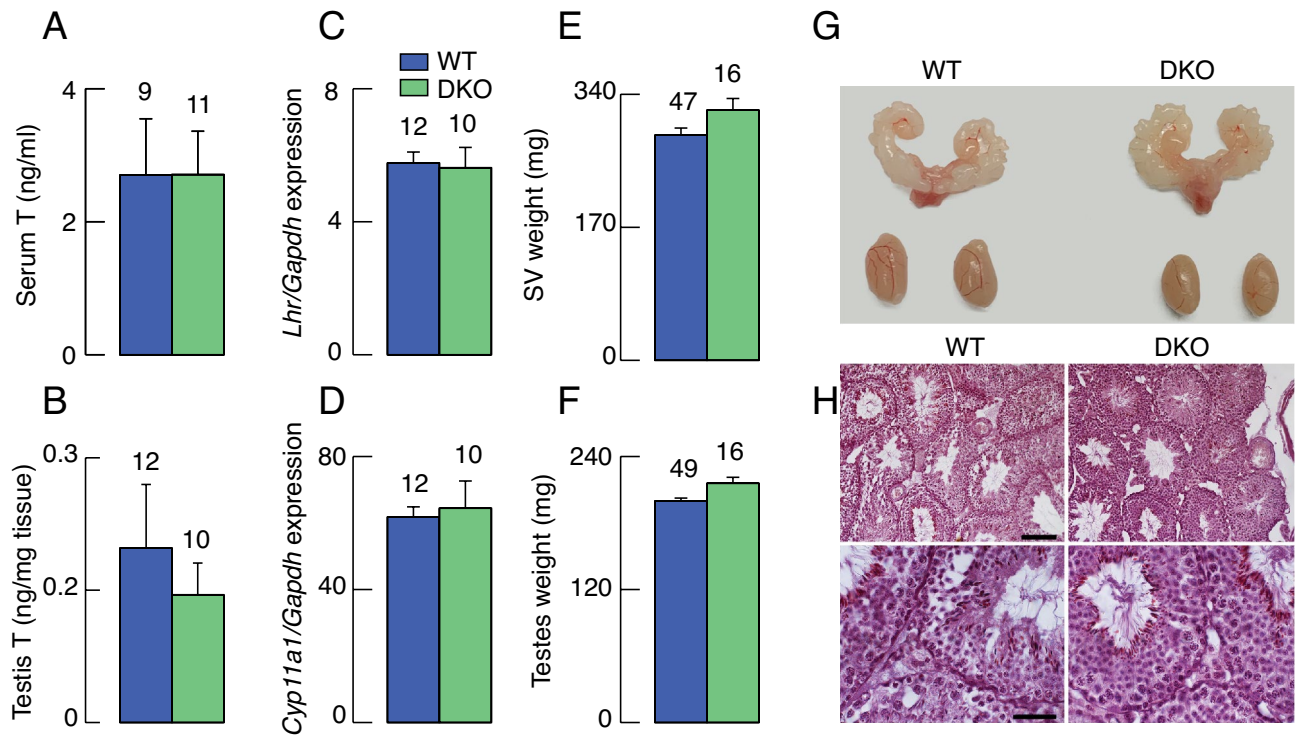 A
Serum T (ng/ml)
4
2
0
9
11
C
WT
DKO
Lhr/Gapdh expression
8
4
0
12
10
E
SV weight (mg)
340
170
0
47
16
G
WT
DKO
B
Testis T (ng/mg tissue)
0.3
0.2
0
12
10
D
Cyp11a1/Gapdh expression
80
40
0
12
10
F
Testes weight (mg)
240
120
0
49
16
H
WT
DKO